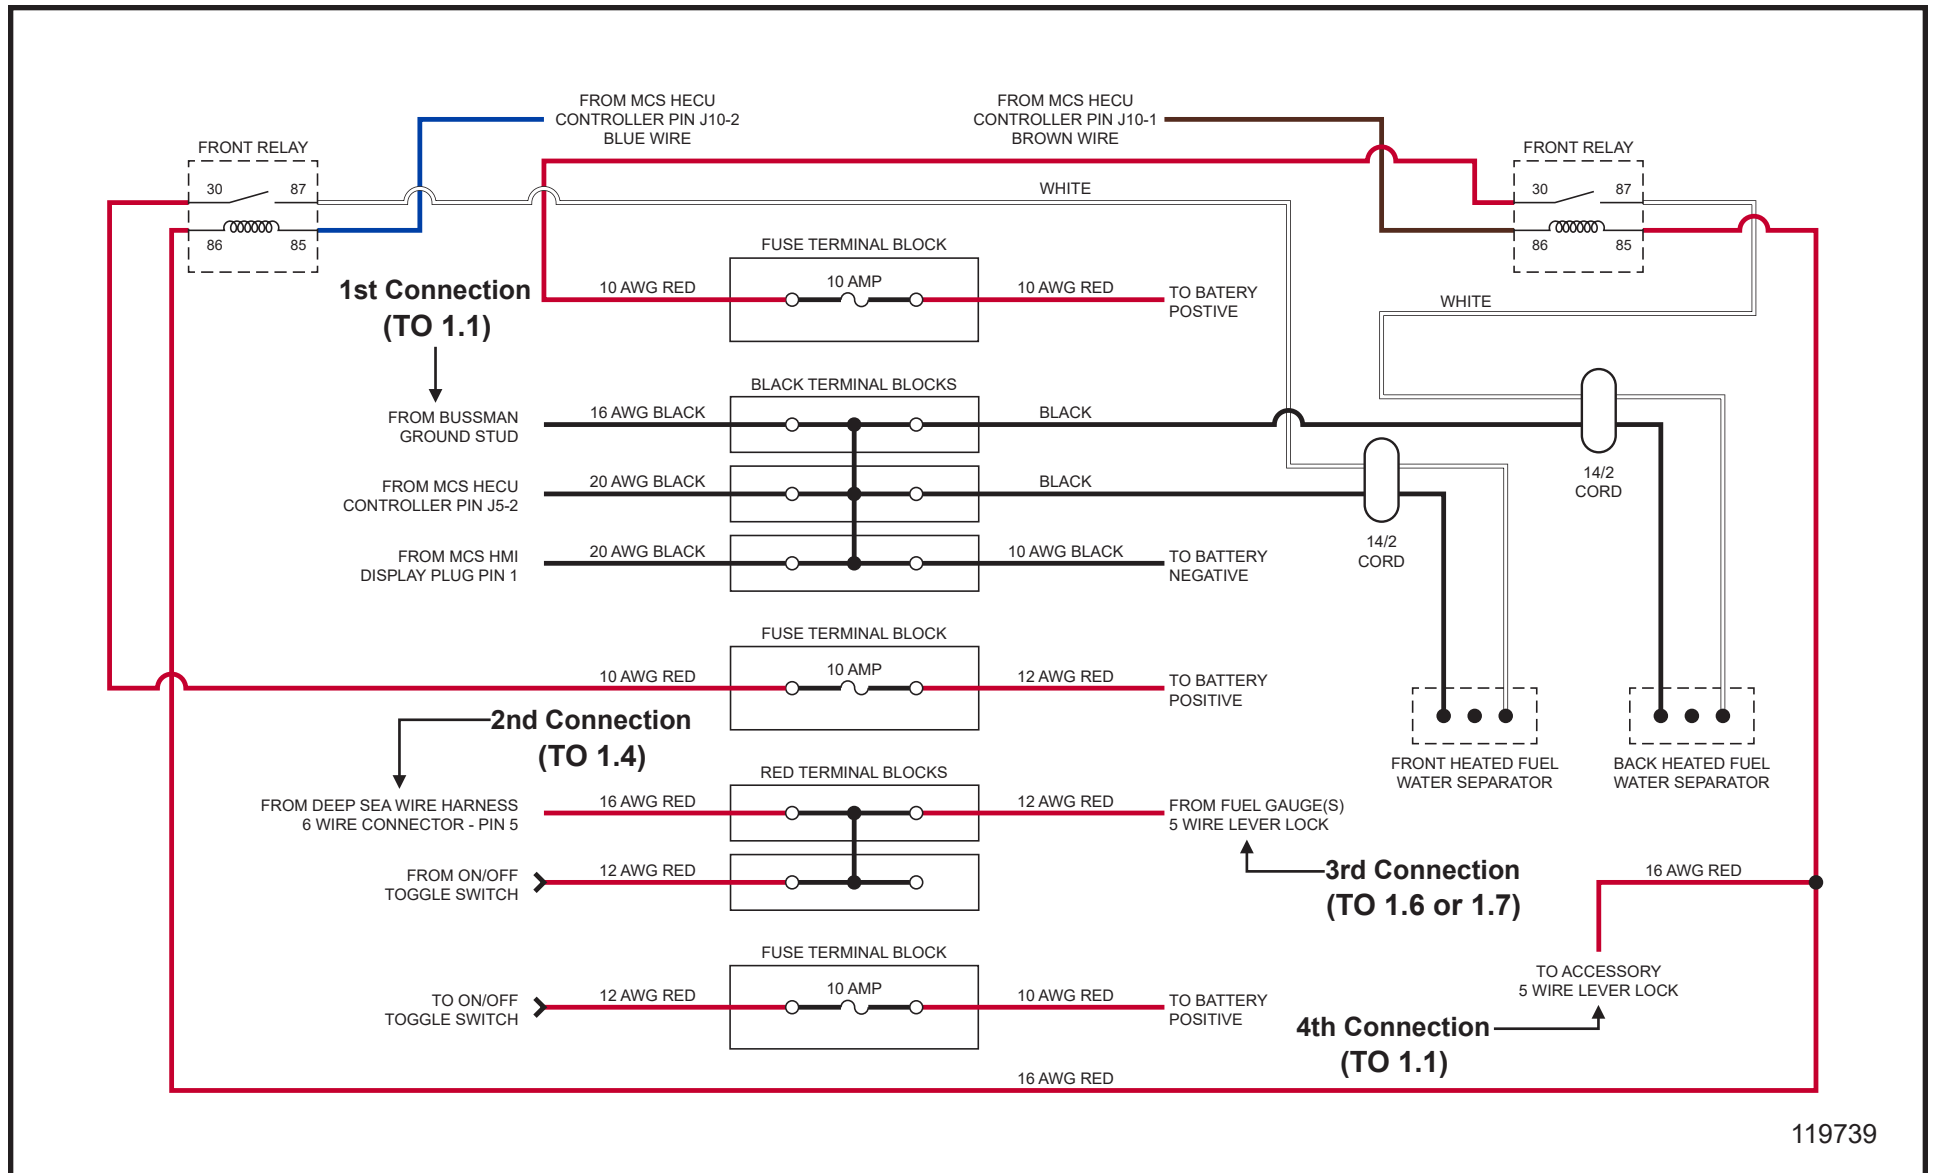 FROM MCS HECU
CONTROLLER PIN J10-2
BLUE WIRE
FROM MCS HECU
CONTROLLER PIN J10-1
BROWN WIRE
FRONT RELAY
30
87
86
85
FRONT RELAY
30
87
86
85
WHITE
1st Connection
(TO 1.1)
FUSE TERMINAL BLOCK
10 AWG RED
10 AMP
10 AWG RED
TO BATERY
POSTIVE
WHITE
BLACK TERMINAL BLOCKS
FROM BUSSMAN
GROUND STUD
16 AWG BLACK
BLACK
14/2
CORD
FROM MCS HECU
CONTROLLER PIN J5-2
20 AWG BLACK
BLACK
14/2
CORD
FROM MCS HMI
DISPLAY PLUG PIN 1
20 AWG BLACK
10 AWG BLACK
TO BATTERY
NEGATIVE
FUSE TERMINAL BLOCK
10 AWG RED
10 AMP
12 AWG RED
TO BATTERY
POSITIVE
2nd Connection
(TO 1.4)
FRONT HEATED FUEL
WATER SEPARATOR
BACK HEATED FUEL
WATER SEPARATOR
RED TERMINAL BLOCKS
FROM DEEP SEA WIRE HARNESS
6 WIRE CONNECTOR - PIN 5
16 AWG RED
12 AWG RED
FROM FUEL GAUGE(S)
5 WIRE LEVER LOCK
FROM ON/OFF
TOGGLE SWITCH
12 AWG RED
3rd Connection
(TO 1.6 or 1.7)
16 AWG RED
FUSE TERMINAL BLOCK
TO ON/OFF
TOGGLE SWITCH
12 AWG RED
10 AMP
10 AWG RED
TO BATTERY
POSITIVE
TO ACCESSORY
5 WIRE LEVER LOCK
4th Connection
(TO 1.1)
16 AWG RED
119739